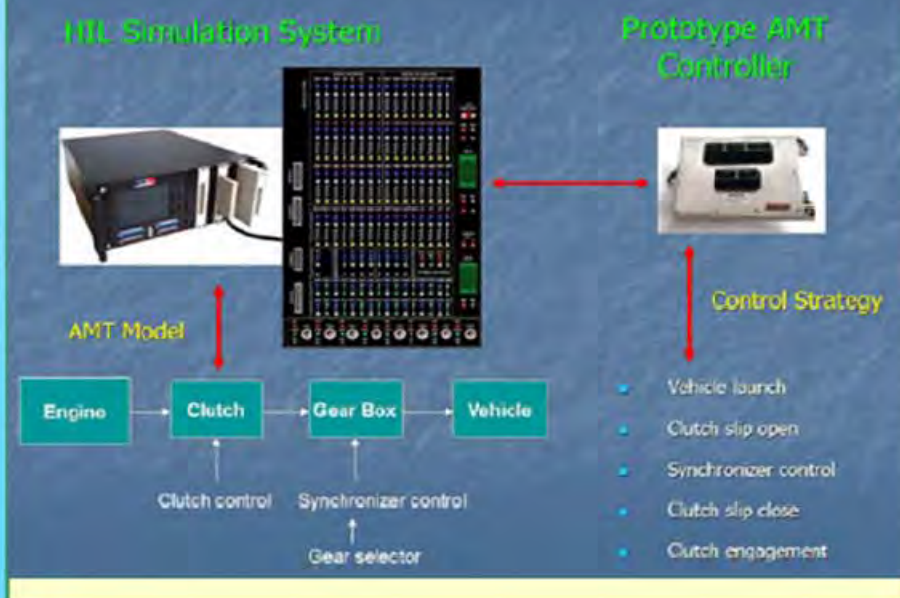 HIL Simulation System
Prototype AMT
Controller
AMT Model
Control Strategy
Engine
Clutch
Gear Box
Vehicle
Clutch control
Synchronizer control
Gear selector
Vehicle launch
Clutch slip open
Synchronizer control
Clutch slip close
Clutch engagement